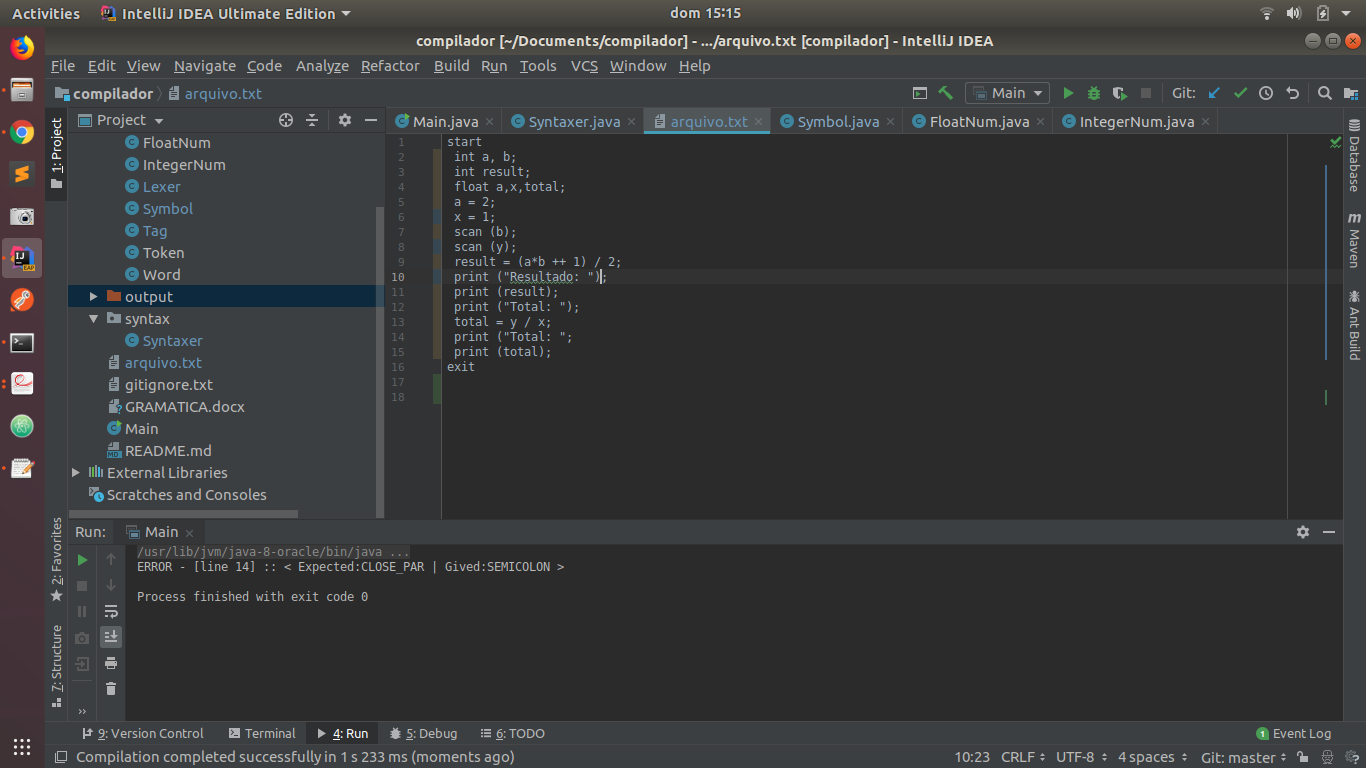 Activities IntelliJ IDEA Ultimate Edition dom 15:15
compilador [~/Documents/compilador] - .../arquivo.txt [compilador] - IntelliJ IDEA
File Edit View Navigate Code Analyze Refactor Build Run Tools VCS Window Help
compilador arquivo.txt Main Git:
1: Project
Project
Main.java Syntaxer.java arquivo.txt Symbol.java FloatNum.java IntegerNum.java
FloatNum
IntegerNum
Lexer
Symbol
Tag
Token
Word
output
syntax
Syntaxer
arquivo.txt
gitignore.txt
GRAMATICA.docx
Main
README.md
External Libraries
Scratches and Consoles
1 start
2 int a, b;
3 int result;
4 float a,x,total;
5 a = 2;
6 x = 1;
7 scan (b);
8 scan (y);
9 result = (a*b ++ 1) / 2;
10 print ("Resultado: ");
11 print (result);
12 print ("Total: ");
13 total = y / x;
14 print ("Total: ";
15 print (total);
16 exit
17
18
Database
Maven
Ant Build
Run: Main
/usr/lib/jvm/java-8-oracle/bin/java ...
ERROR - [line 14] :: < Expected:CLOSE_PAR | Gived:SEMICOLON >
Process finished with exit code 0
2: Favorites
7: Structure
9: Version Control Terminal 4: Run 5: Debug 6: TODO 1 Event Log
Compilation completed successfully in 1 s 233 ms (moments ago) 10:23 CRLF UTF-8 4 spaces Git: master